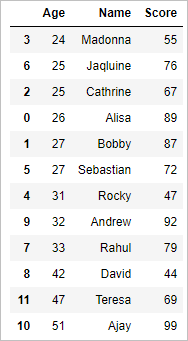 Age Name Score
3 24 Madonna 55
6 25 Jaqluine 76
2 25 Cathrine 67
0 26 Alisa 89
1 27 Bobby 87
5 27 Sebastian 72
4 31 Rocky 47
9 32 Andrew 92
7 33 Rahul 79
8 42 David 44
11 47 Teresa 69
10 51 Ajay 99